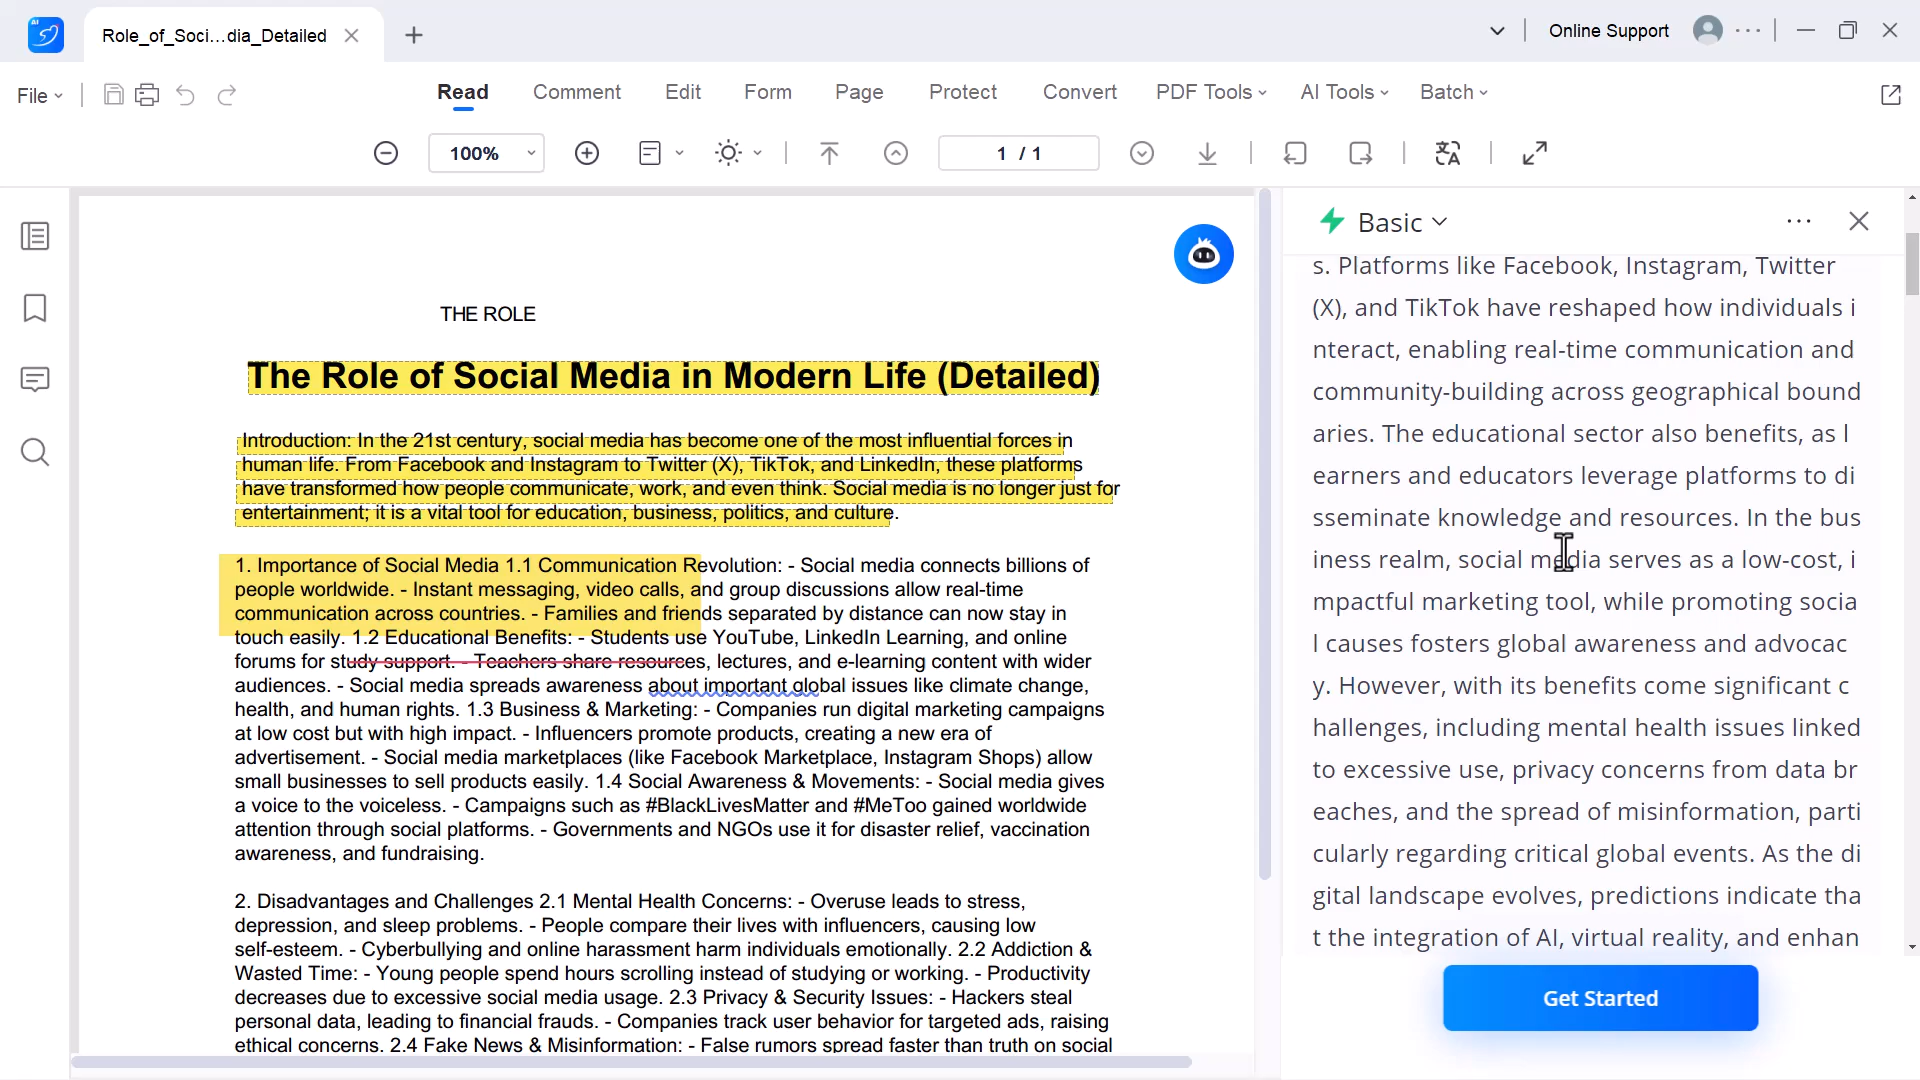 AI
Role_of_Soci...dia_Detailed
Online Support
File
Read
Comment
Edit
Form
Page
Protect
Convert
PDF Tools
AI Tools
Batch
100%
1 / 1
THE ROLE
The Role of Social Media in Modern Life (Detailed)
Introduction: In the 21st century, social media has become one of the most influential forces in
human life. From Facebook and Instagram to Twitter (X), TikTok, and LinkedIn, these platforms
have transformed how people communicate, work, and even think. Social media is no longer just for
entertainment; it is a vital tool for education, business, politics, and culture.
1. Importance of Social Media 1.1 Communication Revolution: - Social media connects billions of
people worldwide. - Instant messaging, video calls, and group discussions allow real-time
communication across countries. - Families and friends separated by distance can now stay in
touch easily. 1.2 Educational Benefits: - Students use YouTube, LinkedIn Learning, and online
forums for study support. - Teachers share resources, lectures, and e-learning content with wider
audiences. - Social media spreads awareness about important global issues like climate change,
health, and human rights. 1.3 Business & Marketing: - Companies run digital marketing campaigns
at low cost but with high impact. - Influencers promote products, creating a new era of
advertisement. - Social media marketplaces (like Facebook Marketplace, Instagram Shops) allow
small businesses to sell products easily. 1.4 Social Awareness & Movements: - Social media gives
a voice to the voiceless. - Campaigns such as #BlackLivesMatter and #MeToo gained worldwide
attention through social platforms. - Governments and NGOs use it for disaster relief, vaccination
awareness, and fundraising.
2. Disadvantages and Challenges 2.1 Mental Health Concerns: - Overuse leads to stress,
depression, and sleep problems. - People compare their lives with influencers, causing low
self-esteem. - Cyberbullying and online harassment harm individuals emotionally. 2.2 Addiction &
Wasted Time: - Young people spend hours scrolling instead of studying or working. - Productivity
decreases due to excessive social media usage. 2.3 Privacy & Security Issues: - Hackers steal
personal data, leading to financial frauds. - Companies track user behavior for targeted ads, raising
ethical concerns. 2.4 Fake News & Misinformation: - False rumors spread faster than truth on social
Basic
s. Platforms like Facebook, Instagram, Twitter
(X), and TikTok have reshaped how individuals i
nteract, enabling real-time communication and
community-building across geographical bound
aries. The educational sector also benefits, as l
earners and educators leverage platforms to di
sseminate knowledge and resources. In the bus
iness realm, social media serves as a low-cost, i
mpactful marketing tool, while promoting socia
l causes fosters global awareness and advocac
y. However, with its benefits come significant c
hallenges, including mental health issues linked
to excessive use, privacy concerns from data br
eaches, and the spread of misinformation, parti
cularly regarding critical global events. As the di
gital landscape evolves, predictions indicate tha
t the integration of AI, virtual reality, and enhan
Get Started